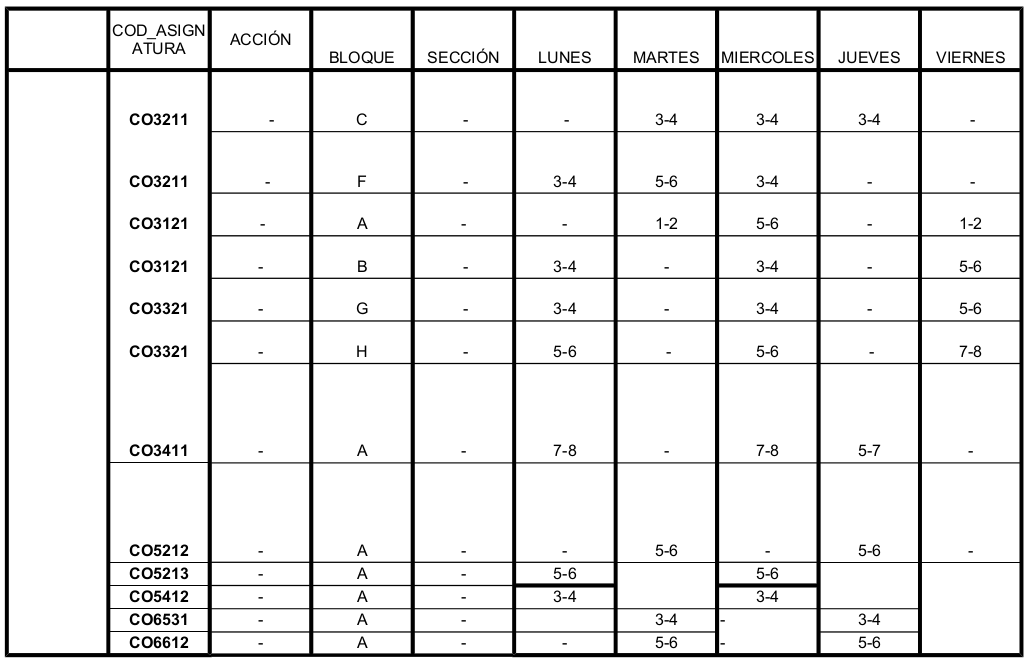 COD_ASIGN
ATURA ACCIÓN BLOQUE SECCIÓN LUNES MARTES MIERCOLES JUEVES VIERNES
CO3211 - C - - 3-4 3-4 3-4 -
CO3211 - F - 3-4 5-6 3-4 - -
CO3121 - A - - 1-2 5-6 - 1-2
CO3121 - B - 3-4 - 3-4 - 5-6
CO3321 - G - 3-4 - 3-4 - 5-6
CO3321 - H - 5-6 - 5-6 - 7-8
CO3411 - A - 7-8 - 7-8 5-7 -
CO5212 - A - - 5-6 - 5-6 -
CO5213 - A - 5-6 5-6
CO5412 - A - 3-4 3-4
CO6531 - A - 3-4 - 3-4
CO6612 - A - - 5-6 - 5-6